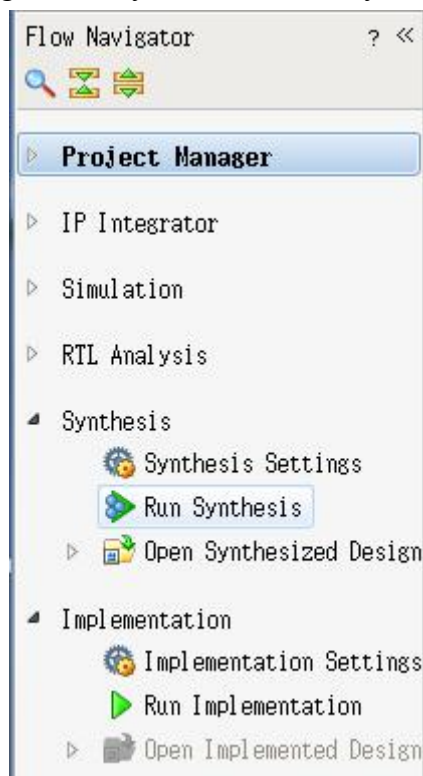 Flow Navigator ? «
Project Manager
IP Integrator
Simulation
RTL Analysis
Synthesis
Synthesis Settings
Run Synthesis
Open Synthesized Design
Implementation
Implementation Settings
Run Implementation
Open Implemented Design